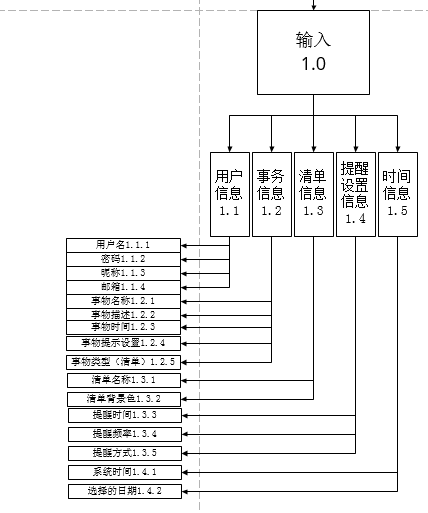 输入
1.0
用户
信息
1.1
事务
信息
1.2
清单
信息
1.3
提醒
设置
信息
1.4
时间
信息
1.5
用户名1.1.1
密码1.1.2
昵称1.1.3
邮箱1.1.4
事物名称1.2.1
事物描述1.2.2
事物时间1.2.3
事物提示设置1.2.4
事物类型（清单）1.2.5
清单名称1.3.1
清单背景色1.3.2
提醒时间1.3.3
提醒频率1.3.4
提醒方式1.3.5
系统时间1.4.1
选择的日期1.4.2